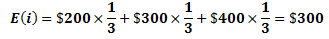 E(i) = $200 × 1/3 + $300 × 1/3 + $400 × 1/3 = $300